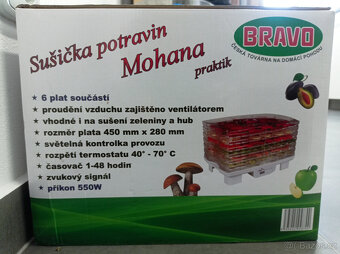 Sušička potravin
Mohana
praktik
BRAVO
ČESKÁ TOVÁRNA NA DOMÁCÍ POHODU
6 plat součástí
proudění vzduchu zajištěno ventilátorem
vhodné i na sušení zeleniny a hub
rozměr plata 450 mm x 280 mm
světelná kontrolka provozu
rozpětí termostatu 40° - 70° C
časovač 1-48 hodin
zvukový signál
příkon 550W